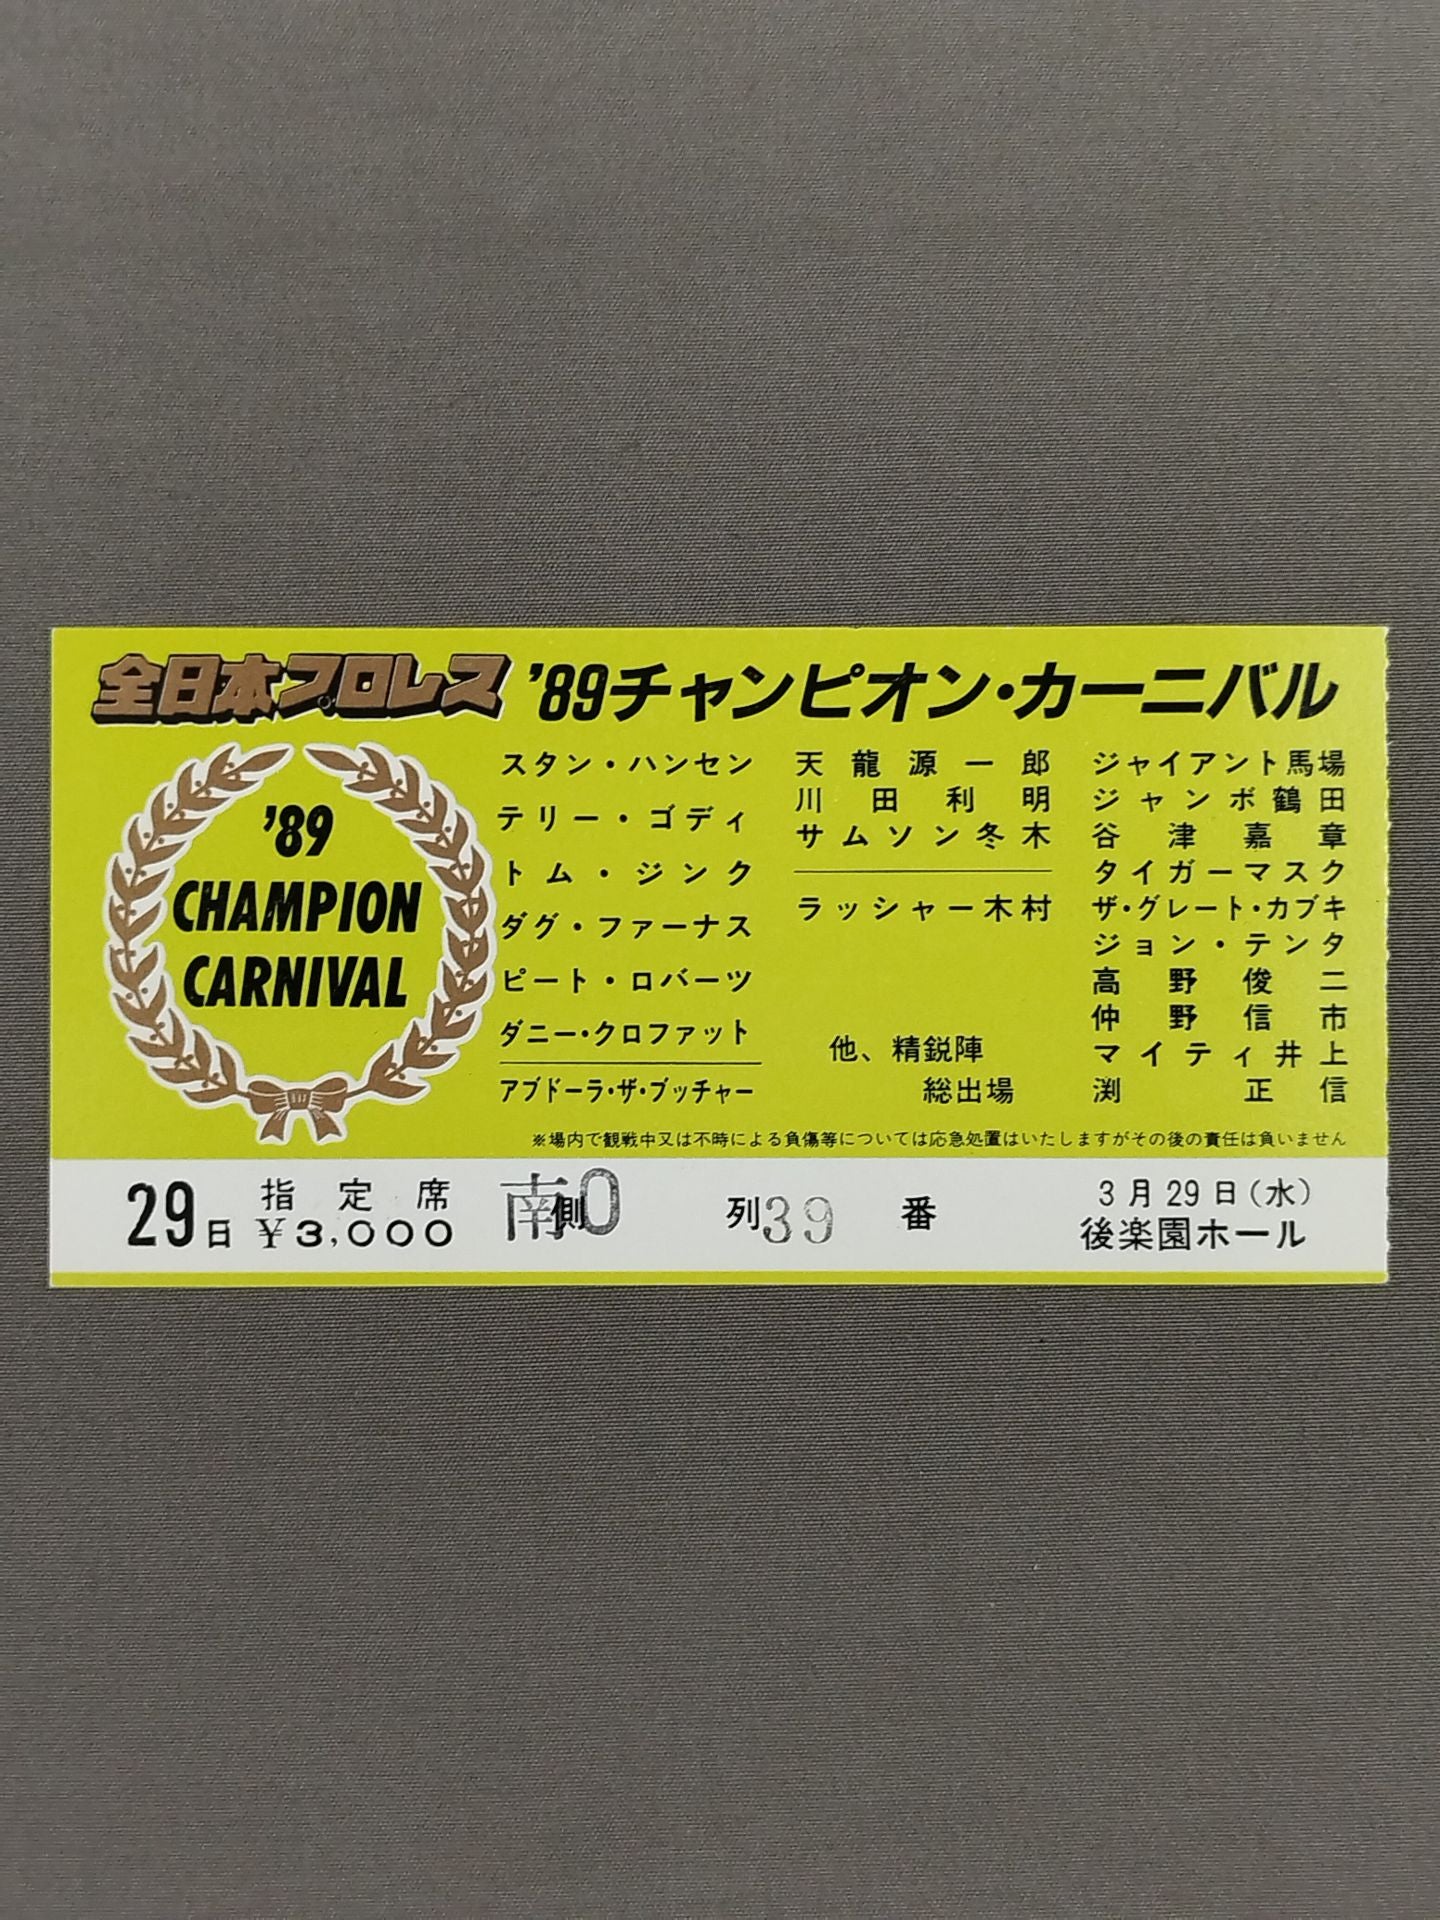 全日本プロレス '89チャンピオン・カーニバル
'89
CHAMPION
CARNIVAL
スタン・ハンセン
テリー・ゴディ
トム・ジンク
ダグ・ファーナス
ピート・ロバーツ
ダニー・クロファット
アブドーラ・ザ・ブッチャー
天龍源一郎
川田利明
サムソン冬木
ラッシャー木村
他、精鋭陣
総出場
ジャイアント馬場
ジャンボ鶴田
谷津嘉章
タイガーマスク
ザ・グレート・カブキ
ジョン・テンタ
高野俊二
仲野信市
マイティ井上
渕正信
※場内で観戦中又は不時による負傷等については応急処置はいたしますがその後の責任は負いません
29日
指定席
¥3,000
南側O列39番
3月29日(水)
後楽園ホール